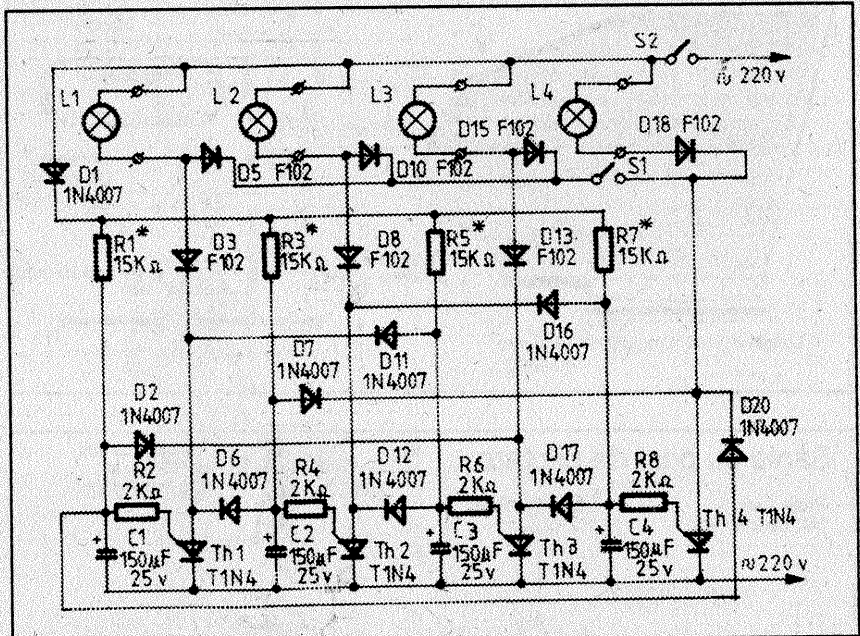 S2
≈ 220 v
L1
L2
L3
L4
D15 F102
D18 F102
D1
1N4007
D5 F102
D10 F102
S1
R1*
15KΩ
D3
F102
R3*
15KΩ
D8
F102
R5*
15KΩ
D13
F102
R7*
15KΩ
D16
1N4007
D11
1N4007
D7
1N4007
D2
1N4007
D20
1N4007
R2
2KΩ
D6
1N4007
R4
2KΩ
D12
1N4007
R6
2KΩ
D17
1N4007
R8
2KΩ
+
C1
150µF
25v
Th1
T1N4
+
C2
150µF
25v
Th2
T1N4
+
C3
150µF
25v
Th3
T1N4
+
C4
150µF
25v
Th4 T1N4
≈220v